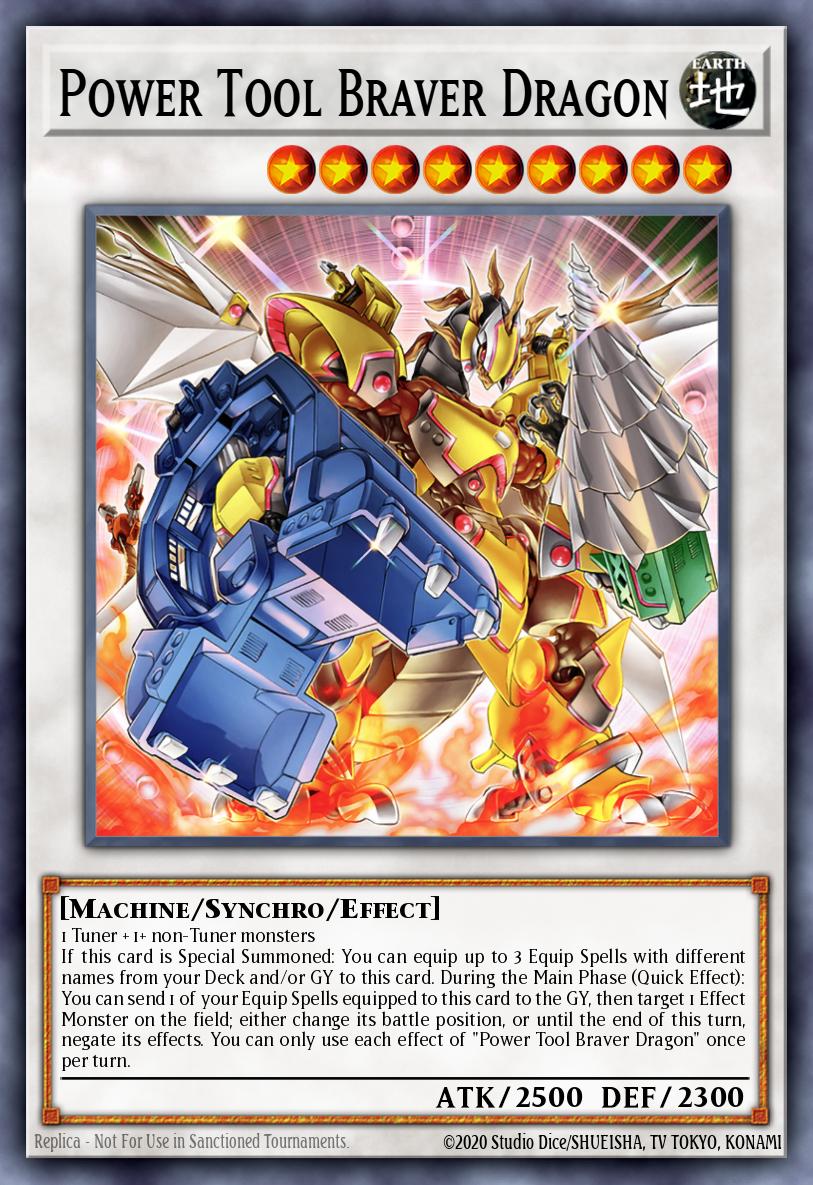 Power Tool Braver Dragon
EARTH
地
[Machine/Synchro/Effect]
1 Tuner + 1+ non-Tuner monsters
If this card is Special Summoned: You can equip up to 3 Equip Spells with different
names from your Deck and/or GY to this card. During the Main Phase (Quick Effect):
You can send 1 of your Equip Spells equipped to this card to the GY, then target 1 Effect
Monster on the field; either change its battle position, or until the end of this turn,
negate its effects. You can only use each effect of "Power Tool Braver Dragon" once
per turn.
ATK/2500 DEF/2300
Replica - Not For Use in Sanctioned Tournaments.
©2020 Studio Dice/SHUEISHA, TV TOKYO, KONAMI